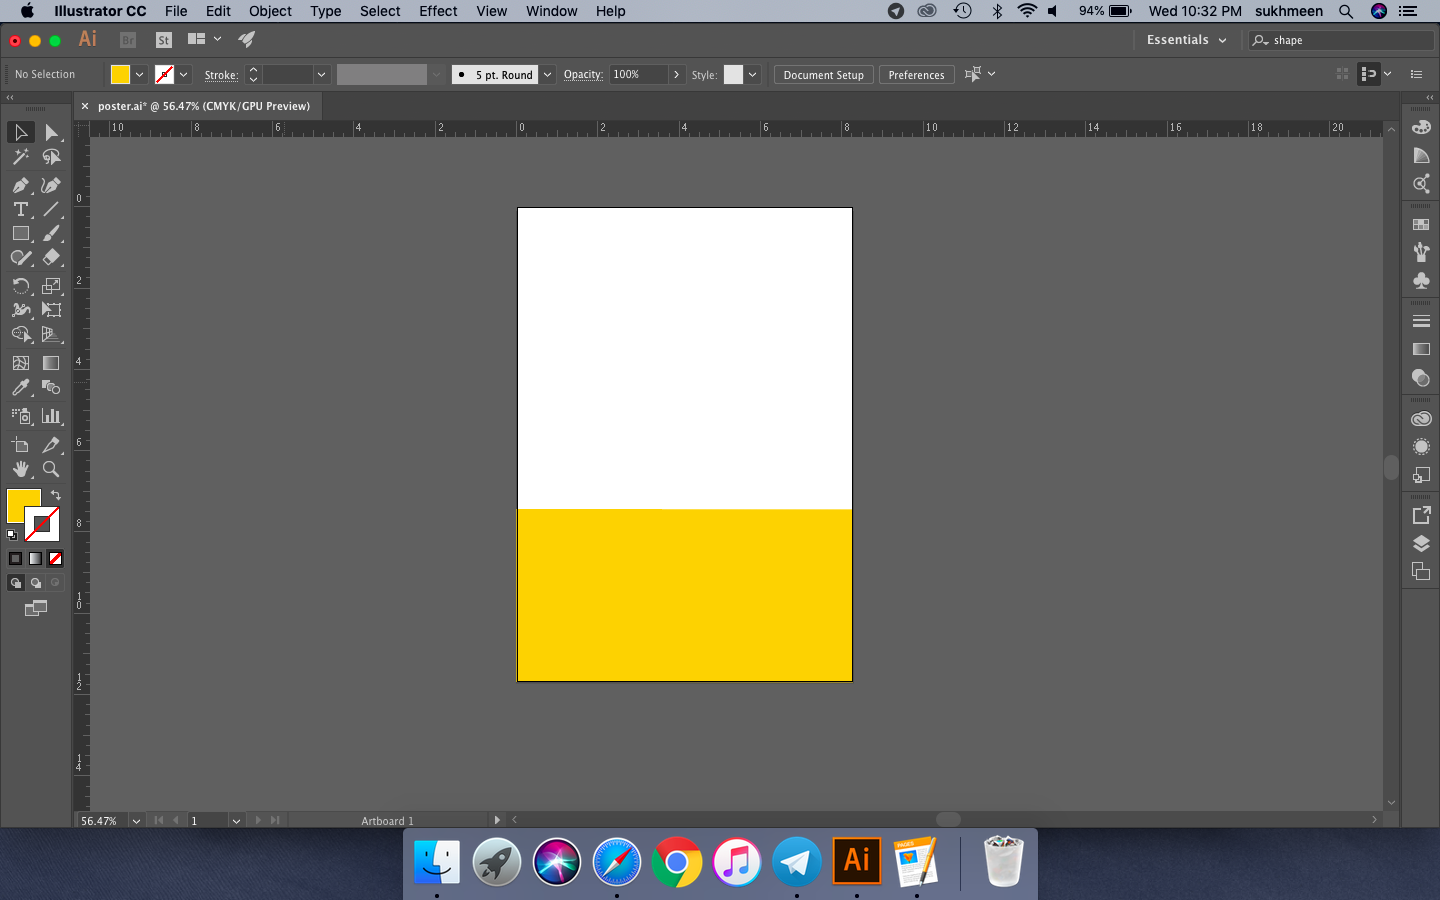 Illustrator CC File Edit Object Type Select Effect View Window Help 94% Wed 10:32 PM sukhmeen
Ai Br St Essentials shape
No Selection Stroke: 5 pt. Round Opacity: 100% Style: Document Setup Preferences
× poster.ai* @ 56.47% (CMYK/GPU Preview)
10 8 6 4 2 0 2 4 6 8 10 12 14 16 18 20
0
2
4
6
8
10
12
14
56.47% 1 Artboard 1
PAGES
Ai